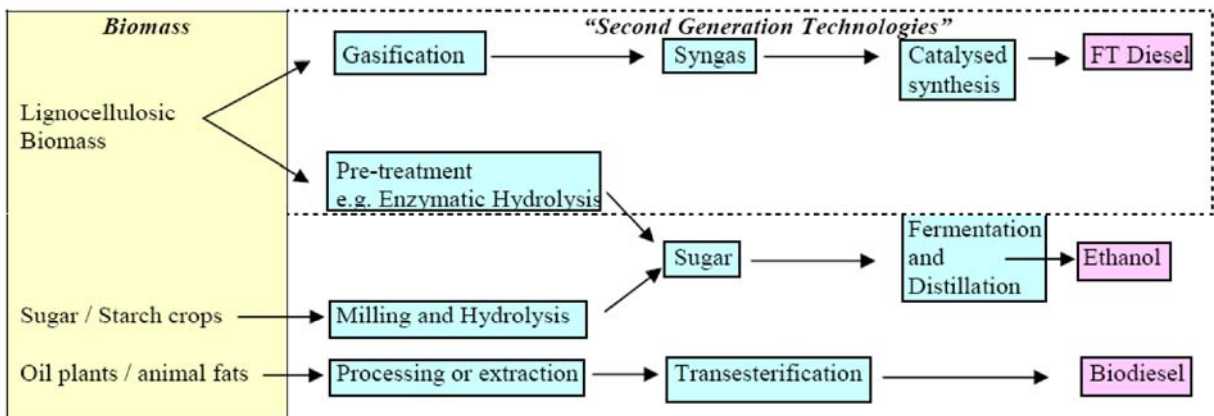 Biomass
“Second Generation Technologies”
Gasification
Syngas
Catalysed
synthesis
FT Diesel
Lignocellulosic
Biomass
Pre-treatment
e.g. Enzymatic Hydrolysis
Sugar
Fermentation
and
Distillation
Ethanol
Sugar / Starch crops
Milling and Hydrolysis
Oil plants / animal fats
Processing or extraction
Transesterification
Biodiesel